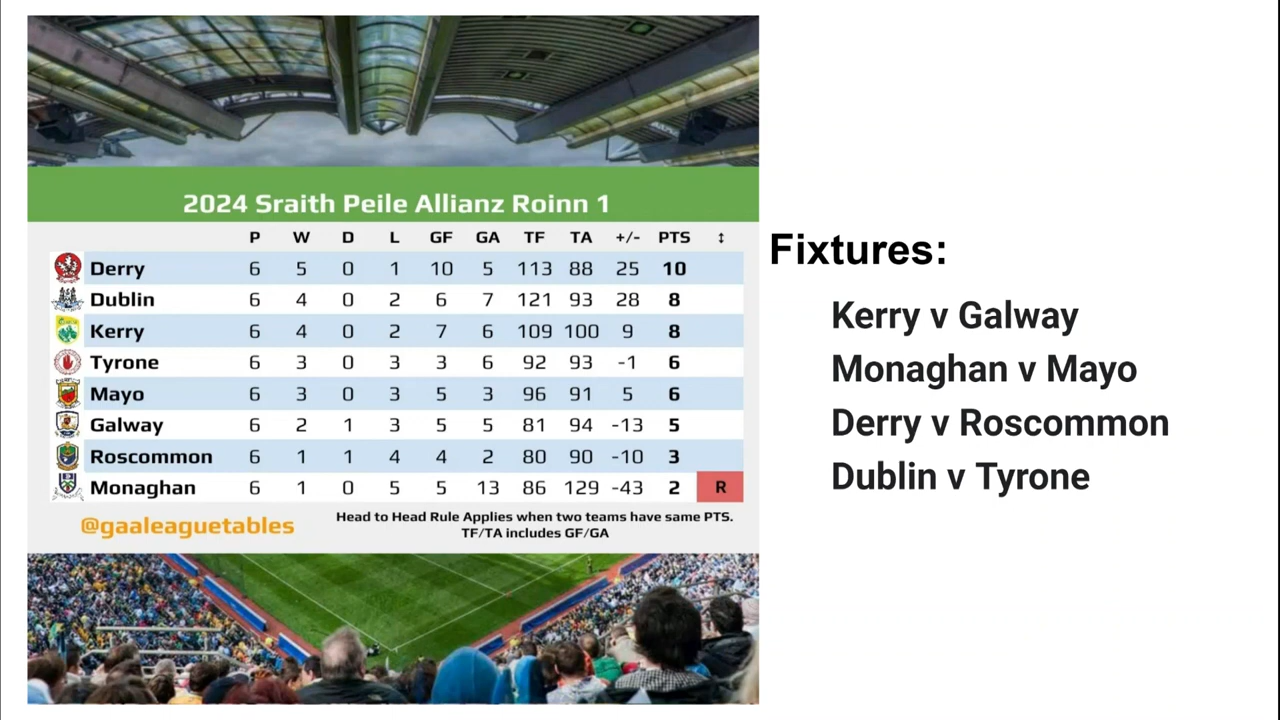 2024 Sraith Peile Allianz Roinn 1
P W D L GF GA TF TA +/- PTS ↕
Derry 6 5 0 1 10 5 113 88 25 10
Dublin 6 4 0 2 6 7 121 93 28 8
Kerry 6 4 0 2 7 6 109 100 9 8
Tyrone 6 3 0 3 3 6 92 93 -1 6
Mayo 6 3 0 3 5 3 96 91 5 6
Galway 6 2 1 3 5 5 81 94 -13 5
Roscommon 6 1 1 4 4 2 80 90 -10 3
Monaghan 6 1 0 5 5 13 86 129 -43 2 R
@gaaleaguetables
Head to Head Rule Applies when two teams have same PTS.
TF/TA includes GF/GA
Fixtures:
Kerry v Galway
Monaghan v Mayo
Derry v Roscommon
Dublin v Tyrone